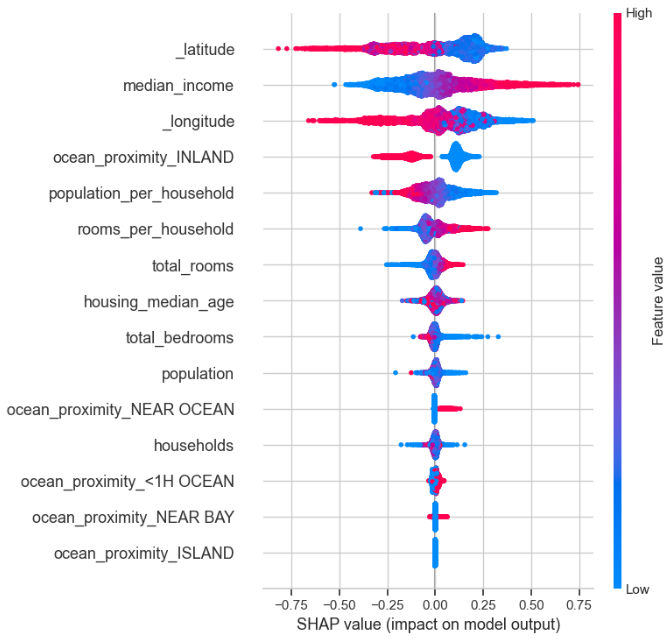 High
_latitude
median_income
_longitude
ocean_proximity_INLAND
population_per_household
rooms_per_household
total_rooms
housing_median_age
total_bedrooms
population
ocean_proximity_NEAR OCEAN
households
ocean_proximity_<1H OCEAN
ocean_proximity_NEAR BAY
ocean_proximity_ISLAND
Feature value
Low
−0.75 −0.50 −0.25 0.00 0.25 0.50 0.75
SHAP value (impact on model output)